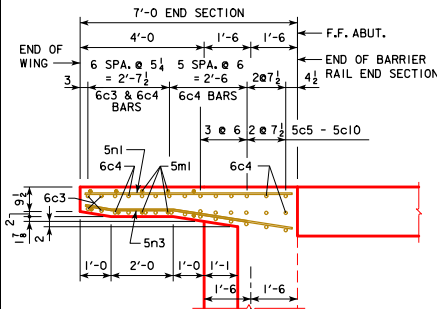 7'-0 END SECTION
F.F. ABUT.
4'-0
1'-6
1'-6
END OF
WING
END OF BARRIER
RAIL END SECTION
6 SPA. @ 5¼
= 2'-7½
5 SPA. @ 6
= 2'-6
2@7½
4½
3
6c3 & 6c4
BARS
6c4 BARS
3 @ 6
2 @ 7½
5c5 - 5c10
5n1
6c4
5m1
6c4
6c3
9½
2
1⅞
2
5n3
1'-0
2'-0
1'-0
1'-1
1'-6
1'-6